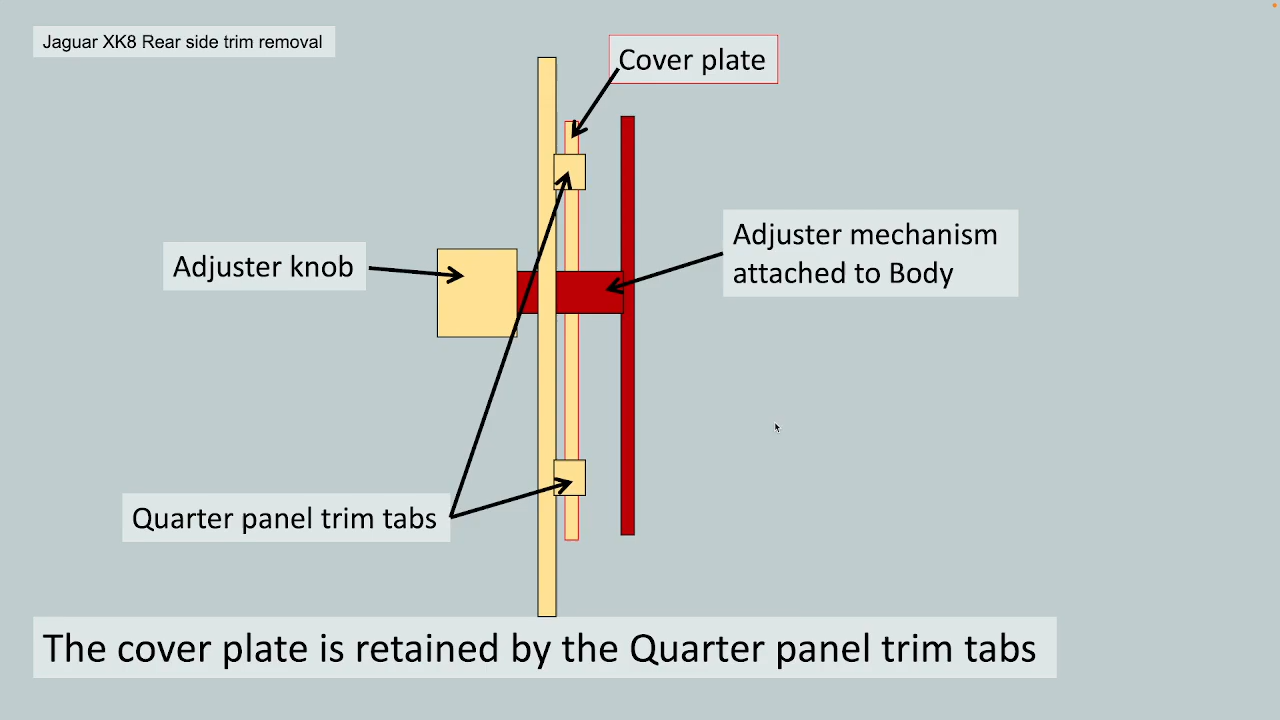 Jaguar XK8 Rear side trim removal
Cover plate
Adjuster mechanism
attached to Body
Adjuster knob
Quarter panel trim tabs
The cover plate is retained by the Quarter panel trim tabs